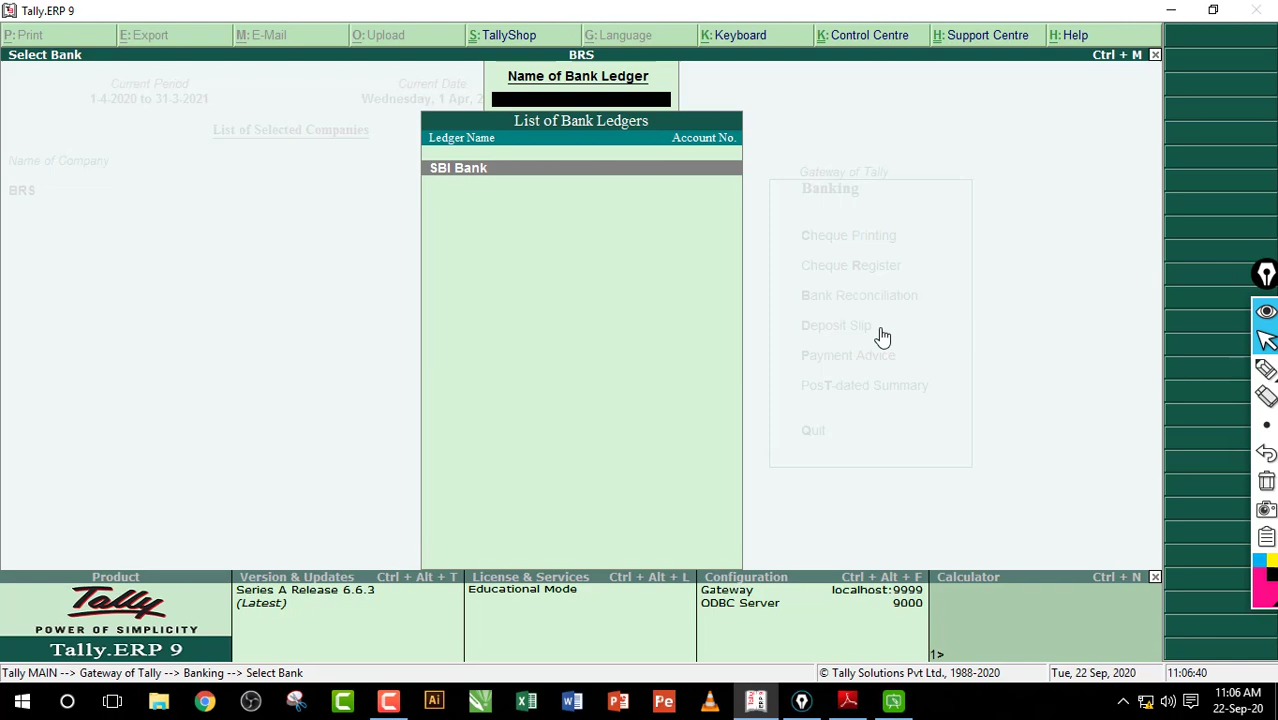 Tally.ERP 9
P: Print
E: Export
M: E-Mail
O: Upload
S: TallyShop
G: Language
K: Keyboard
K: Control Centre
H: Support Centre
H: Help
Select Bank
BRS
Ctrl + M
Current Period
1-4-2020 to 31-3-2021
Current Date
Wednesday, 1 Apr, 2
List of Selected Companies
Name of Company
BRS
Name of Bank Ledger
List of Bank Ledgers
Ledger Name
Account No.
SBI Bank
Gateway of Tally
Banking
Cheque Printing
Cheque Register
Bank Reconciliation
Deposit Slip
Payment Advice
PosT-dated Summary
Quit
Product
Tally
POWER OF SIMPLICITY
Tally.ERP 9
Version & Updates Ctrl + Alt + T
Series A Release 6.6.3
(Latest)
License & Services Ctrl + Alt + L
Educational Mode
Configuration Ctrl + Alt + F
Gateway localhost:9999
ODBC Server 9000
Calculator Ctrl + N
1>
Tally MAIN --> Gateway of Tally --> Banking --> Select Bank
© Tally Solutions Pvt Ltd., 1988-2020
Tue, 22 Sep, 2020
11:06:40
11:06 AM
22-Sep-20